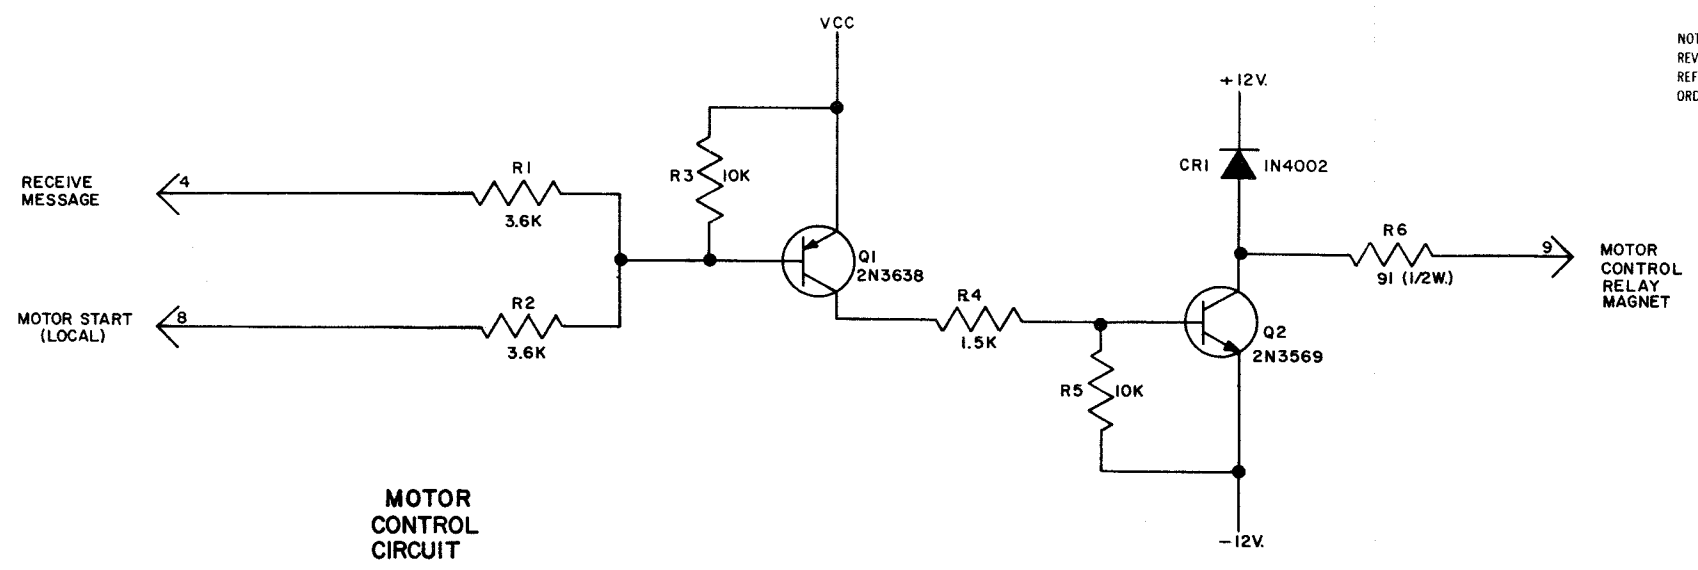 VCC
NOT
REV
REF
ORD
+12V.
RECEIVE
MESSAGE
4
R1
3.6K
R3
10K
CR1
1N4002
Q1
2N3638
R6
91 (1/2W.)
9
MOTOR
CONTROL
RELAY
MAGNET
MOTOR START
(LOCAL)
8
R2
3.6K
R4
1.5K
Q2
2N3569
R5
10K
MOTOR
CONTROL
CIRCUIT
-12V.